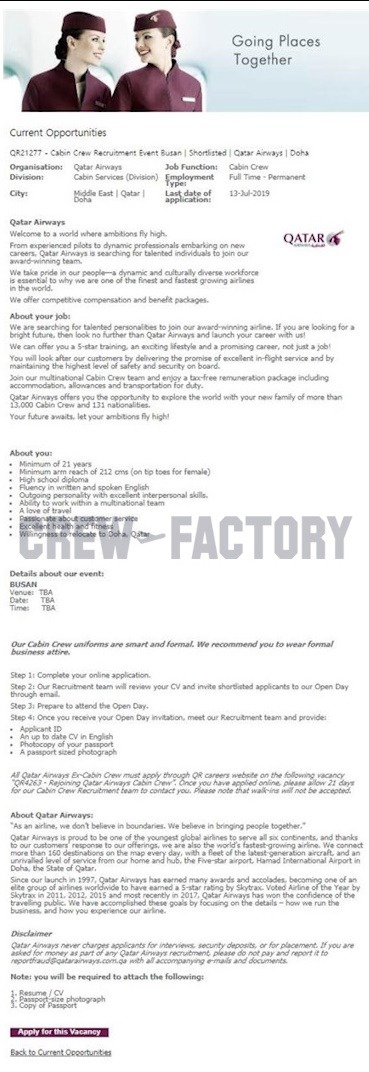 Going Places
Together
Current Opportunities
QR21277 - Cabin Crew Recruitment Event Busan | Shortlisted | Qatar Airways | Doha
Organisation: Qatar Airways Job Function: Cabin Crew
Division: Cabin Services (Division) Employment Type: Full Time - Permanent
City: Middle East | Qatar | Doha Last date of application: 13-Jul-2019
Qatar Airways
QATAR
AIRWAYS
Welcome to a world where ambitions fly high.
From experienced pilots to dynamic professionals embarking on new
careers, Qatar Airways is searching for talented individuals to join our
award-winning team.
We take pride in our people—a dynamic and culturally diverse workforce
is essential to why we are one of the finest and fastest growing airlines
in the world.
We offer competitive compensation and benefit packages.
About your job:
We are searching for talented personalities to join our award-winning airline. If you are looking for a
bright future, then look no further than Qatar Airways and launch your career with us!
We can offer you a 5-star training, an exciting lifestyle and a promising career, not just a job!
You will look after our customers by delivering the promise of excellent in-flight service and by
maintaining the highest level of safety and security on board.
Join our multinational Cabin Crew team and enjoy a tax-free remuneration package including
accommodation, allowances and transportation for duty.
Qatar Airways offers you the opportunity to explore the world with your new family of more than
13,000 Cabin Crew and 131 nationalities.
Your future awaits, let your ambitions fly high!
About you:
• Minimum of 21 years
• Minimum arm reach of 212 cms (on tip toes for female)
• High school diploma
• Fluency in written and spoken English
• Outgoing personality with excellent interpersonal skills.
• Ability to work within a multinational team
• A love of travel
• Passionate about customer service
• Excellent health and fitness
• Willingness to relocate to Doha, Qatar
CREW FACTORY
Details about our event:
BUSAN
Venue: TBA
Date: TBA
Time: TBA
Our Cabin Crew uniforms are smart and formal. We recommend you to wear formal
business attire.
Step 1: Complete your online application.
Step 2: Our Recruitment team will review your CV and invite shortlisted applicants to our Open Day
through email.
Step 3: Prepare to attend the Open Day.
Step 4: Once you receive your Open Day invitation, meet our Recruitment team and provide:
• Applicant ID
• An up to date CV in English
• Photocopy of your passport
• A passport sized photograph
All Qatar Airways Ex-Cabin Crew must apply through QR careers website on the following vacancy
"QR4263 - Rejoining Qatar Airways Cabin Crew". Once you have applied online, please allow 21 days
for our Cabin Crew Recruitment team to contact you. Please note that walk-ins will not be accepted.
About Qatar Airways:
"As an airline, we don't believe in boundaries. We believe in bringing people together."
Qatar Airways is proud to be one of the youngest global airlines to serve all six continents, and thanks
to our customers' response to our offerings, we are also the world's fastest-growing airline. We connect
more than 160 destinations on the map every day, with a fleet of the latest-generation aircraft, and an
unrivalled level of service from our home and hub, the Five-star airport, Hamad International Airport in
Doha, the State of Qatar.
Since our launch in 1997, Qatar Airways has earned many awards and accolades, becoming one of an
elite group of airlines worldwide to have earned a 5-star rating by Skytrax. Voted Airline of the Year by
Skytrax in 2011, 2012, 2015 and most recently in 2017, Qatar Airways has won the confidence of the
travelling public. We have accomplished these goals by focusing on the details – how we run the
business, and how you experience our airline.
Disclaimer
Qatar Airways never charges applicants for interviews, security deposits, or for placement. If you are
asked for money as part of any Qatar Airways recruitment, please do not pay and report it to
reportfraud@qatarairways.com.qa with all accompanying e-mails and documents.
Note: you will be required to attach the following:
1. Resume / CV
2. Passport-size photograph
3. Copy of Passport
Apply for this Vacancy
Back to Current Opportunities